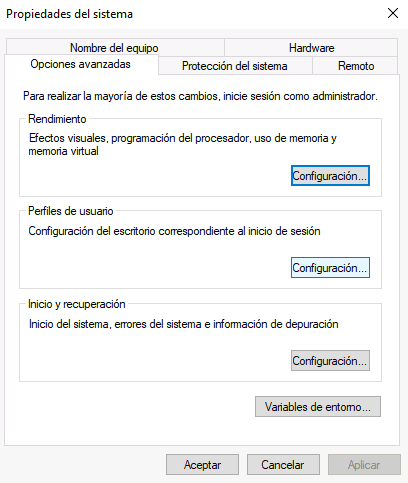 Propiedades del sistema
Nombre del equipo
Hardware
Opciones avanzadas
Protección del sistema
Remoto
Para realizar la mayoría de estos cambios, inicie sesión como administrador.
Rendimiento
Efectos visuales, programación del procesador, uso de memoria y
memoria virtual
Configuración...
Perfiles de usuario
Configuración del escritorio correspondiente al inicio de sesión
Configuración...
Inicio y recuperación
Inicio del sistema, errores del sistema e información de depuración
Configuración...
Variables de entorno...
Aceptar
Cancelar
Aplicar